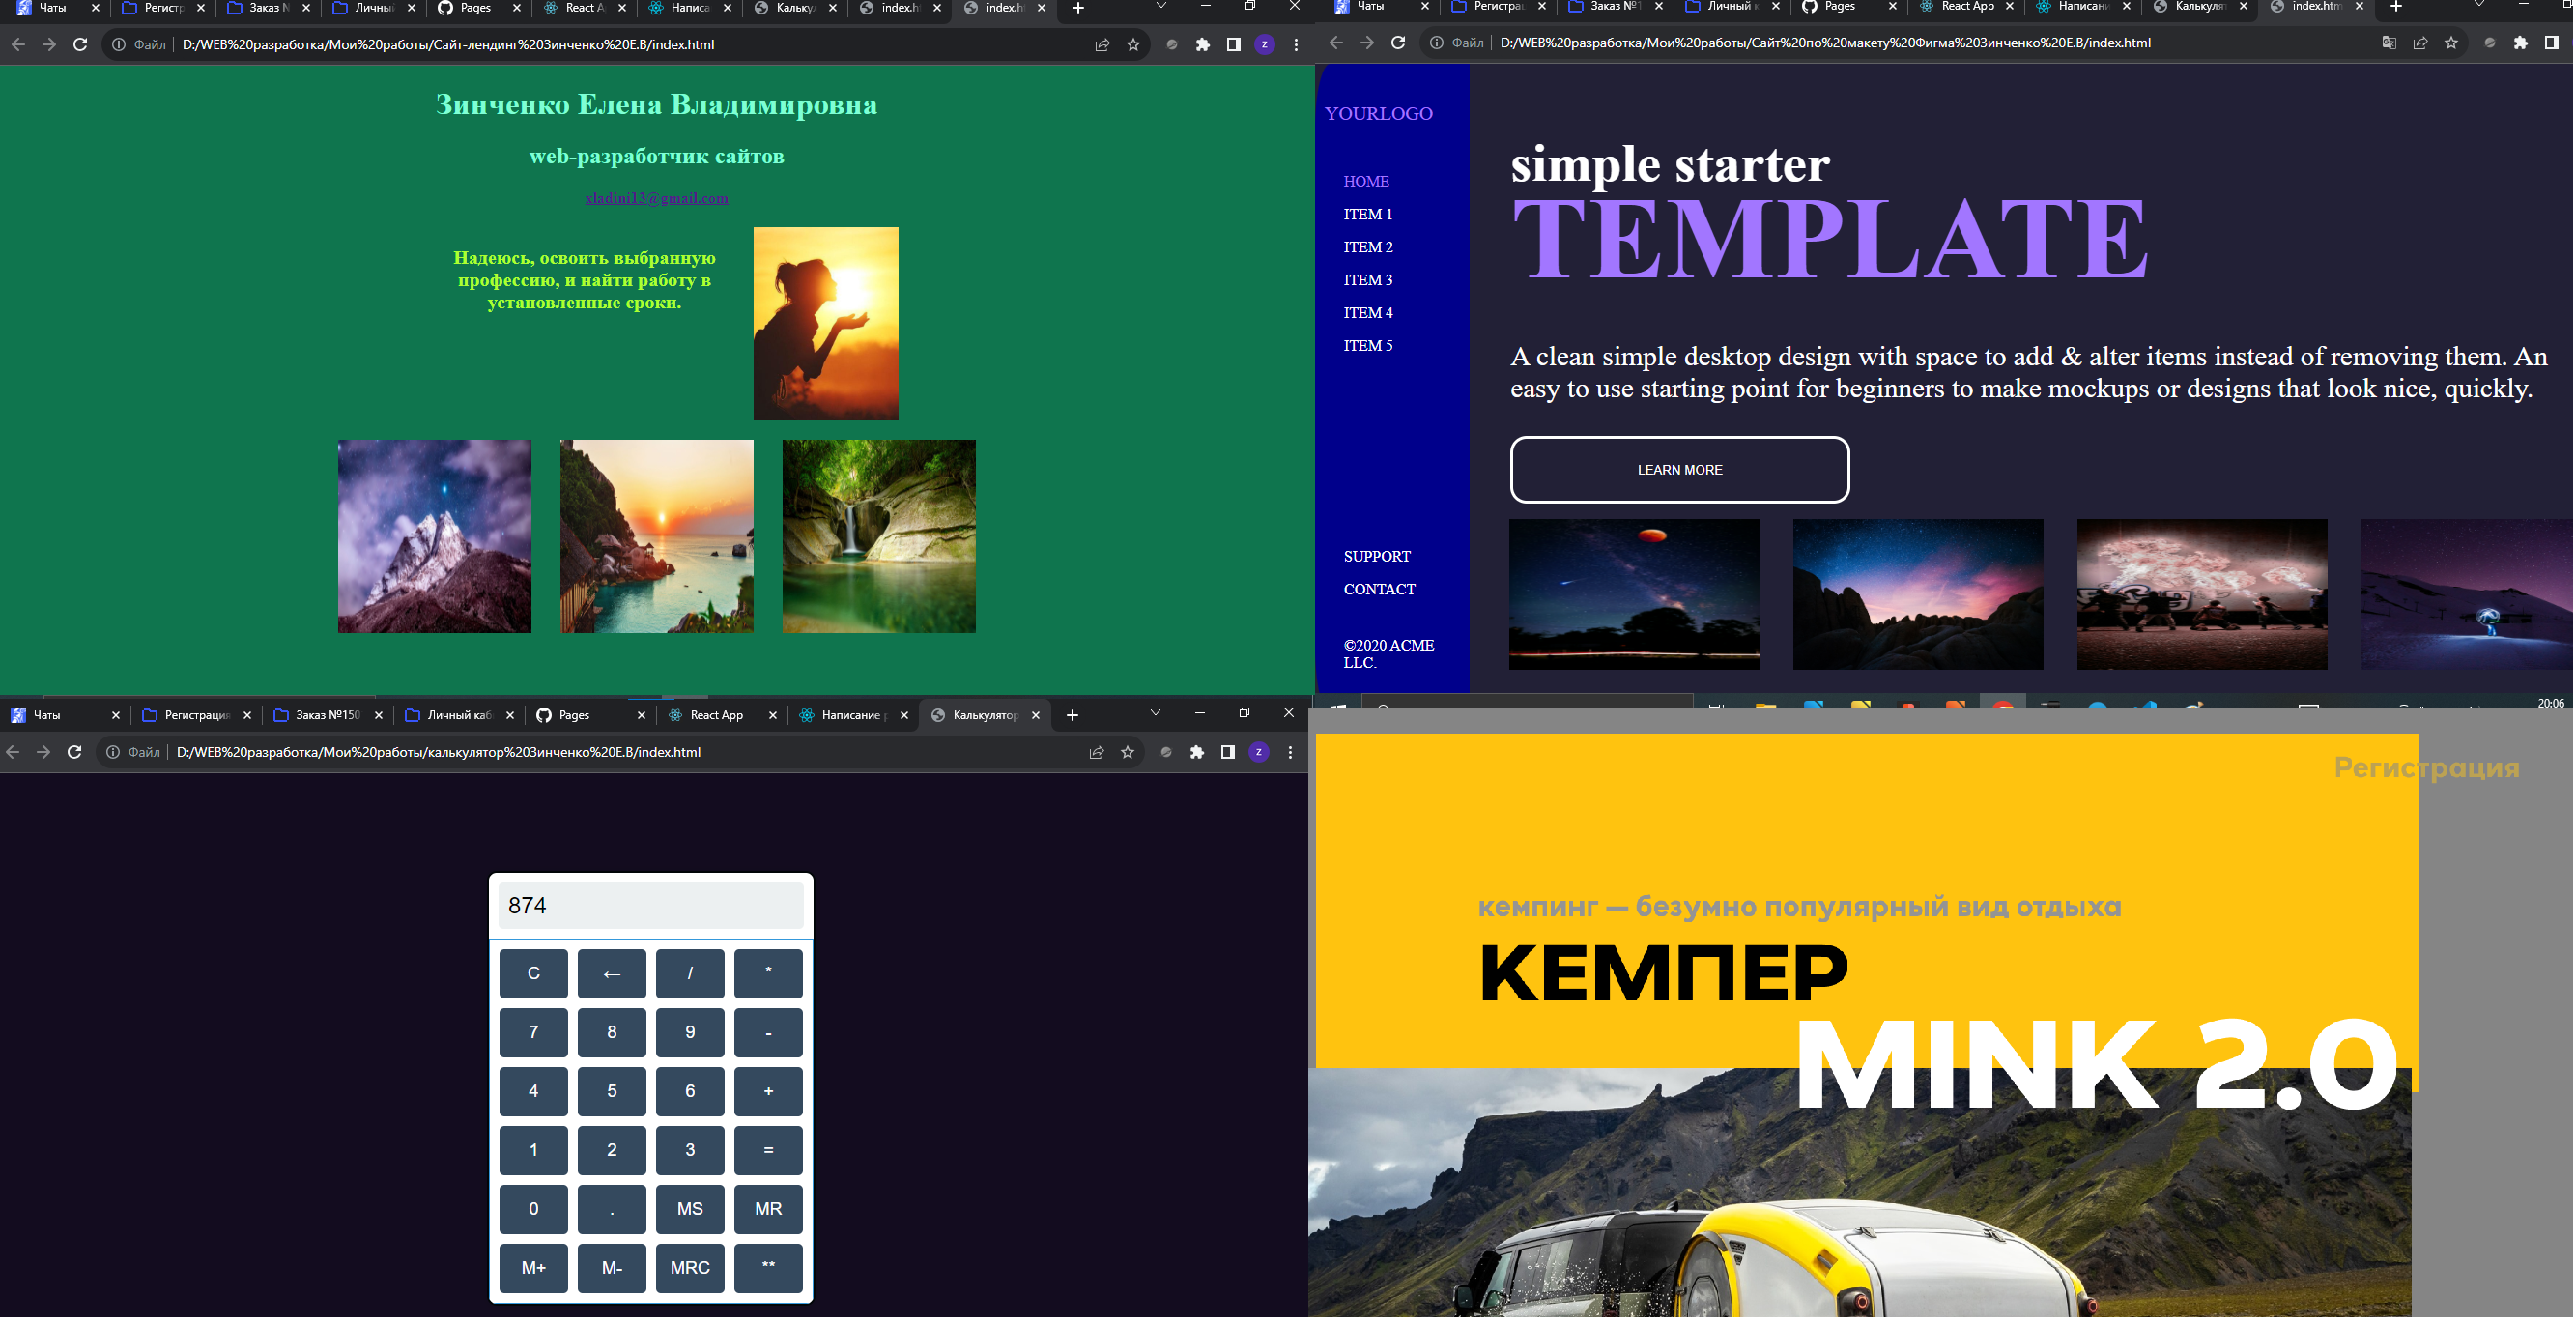 Чаты
Регистр
Заказ N
Личны
Pages
React A
Написа
Кальку
index.h
index.h
Файл
D:/WEB%20разработка/Мои%20работы/Сайт-лендинг%20Зинченко%20Е.В/index.html
z
Зинченко Елена Владимировна
web-разработчик сайтов
xladini13@gmail.com
Надеюсь, освоить выбранную
профессию, и найти работу в
установленные сроки.
Чаты
Регистрац
Заказ №1
Личный к
Pages
React App
Написани
Калькулят
index.htm
Файл
D:/WEB%20разработка/Мои%20работы/Сайт%20по%20макету%20Фигма%20Зинченко%20Е.В/index.html
YOURLOGO
HOME
ITEM 1
ITEM 2
ITEM 3
ITEM 4
ITEM 5
SUPPORT
CONTACT
©2020 ACME
LLC.
simple starter
TEMPLATE
A clean simple desktop design with space to add & alter items instead of removing them. An
easy to use starting point for beginners to make mockups or designs that look nice, quickly.
LEARN MORE
20:06
Чаты
Регистрация
Заказ №150
Личный каб
Pages
React App
Написание р
Калькулятор
Файл
D:/WEB%20разработка/Мои%20работы/калькулятор%20Зинченко%20Е.В/index.html
z
874
C ← / *
7 8 9 -
4 5 6 +
1 2 3 =
0 . MS MR
M+ M- MRC **
Регистрация
кемпинг — безумно популярный вид отдыха
КЕМПЕР
MINK 2.0